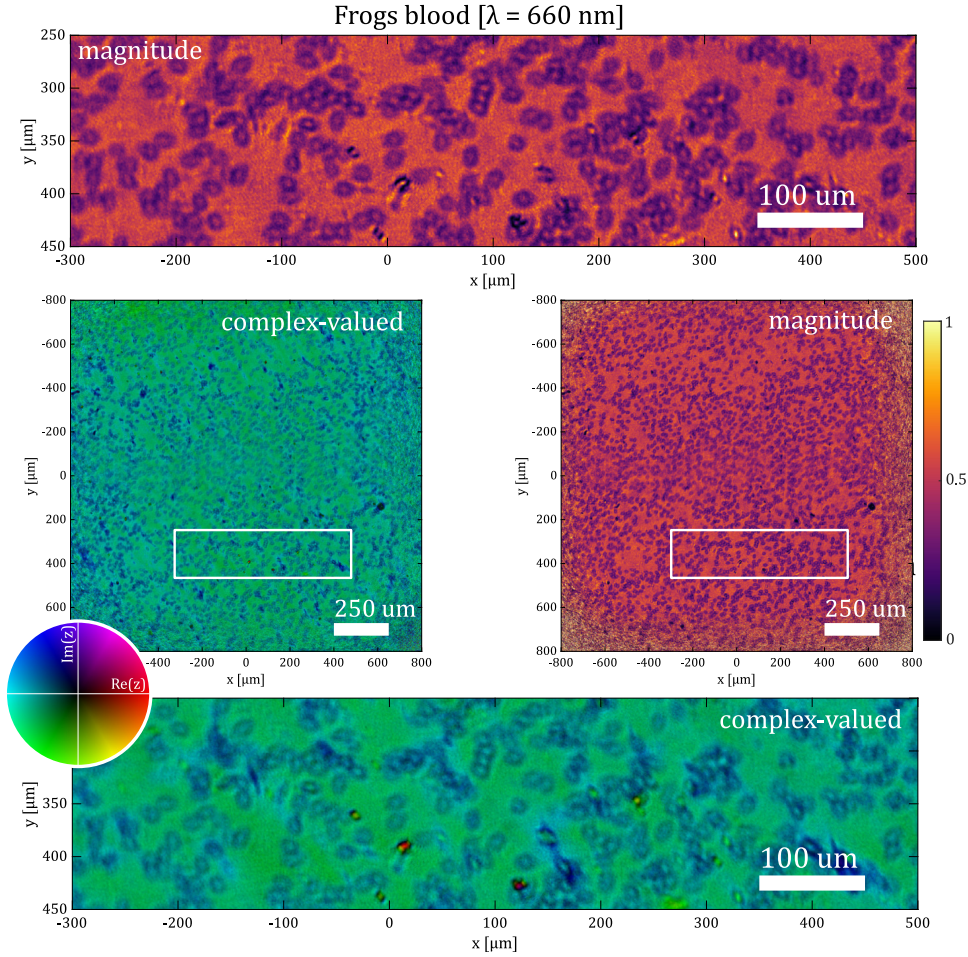 Frogs blood [λ = 660 nm]
magnitude
250
300
350
400
450
y [μm]
100 um
-300 -200 -100 0 100 200 300 400 500
x [μm]
complex-valued
-800
-600
-400
-200
0
200
400
600
y [μm]
250 um
-400 -200 0 200 400 600 800
x [μm]
magnitude
-800
-600
-400
-200
0
200
400
600
800
y [μm]
250 um
-800 -600 -400 -200 0 200 400 600 800
x [μm]
1
0.5
0
Im(z)
Re(z)
complex-valued
350
400
450
y [μm]
100 um
-300 -200 -100 0 100 200 300 400 500
x [μm]